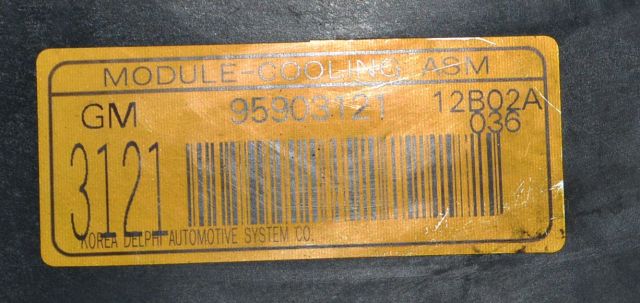 MODULE-COOLING ASM
GM 95903121 12B02A
036
3121
KOREA DELPHI AUTOMOTIVE SYSTEM CO.